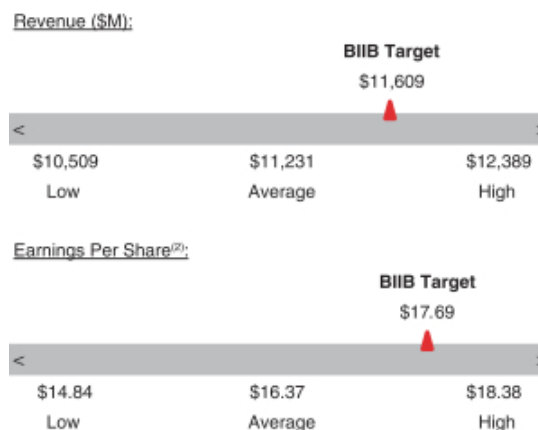 Revenue ($M):
BIIB Target
$11,609
<
$10,509 $11,231 $12,389
Low Average High
Earnings Per Share(2):
BIIB Target
$17.69
<
$14.84 $16.37 $18.38
Low Average High